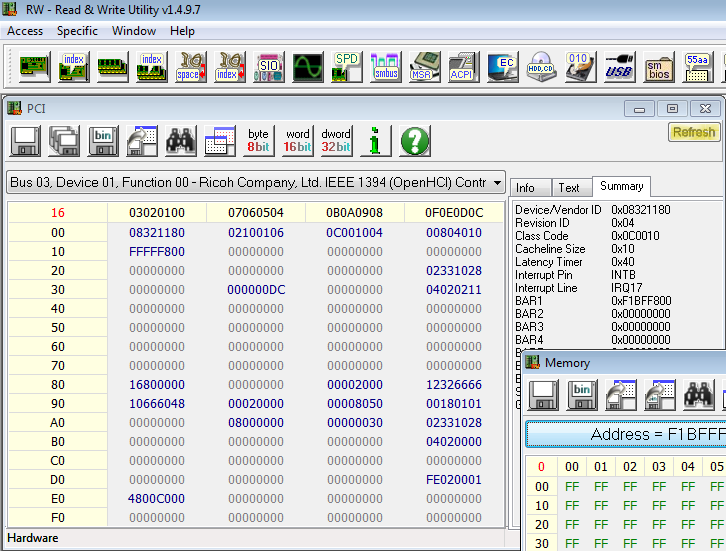 RW - Read & Write Utility v1.4.9.7
Access Specific Window Help
index index space index SIO SPD smbus MSR ACPI EC HDD,CD 010 USB sm bios 55aa
PCI
bin byte 8bit word 16bit dword 32bit Refresh
Bus 03, Device 01, Function 00 - Ricoh Company, Ltd. IEEE 1394 (OpenHCI) Contr
Info Text Summary
16 03020100 07060504 0B0A0908 0F0E0D0C
00 08321180 02100106 0C001004 00804010
10 FFFFF800 00000000 00000000 00000000
20 00000000 00000000 00000000 02331028
30 00000000 000000DC 00000000 04020211
40 00000000 00000000 00000000 00000000
50 00000000 00000000 00000000 00000000
60 00000000 00000000 00000000 00000000
70 00000000 00000000 00000000 00000000
80 16800000 00000000 00002000 12326666
90 10666048 00020000 00008050 00180101
A0 00000000 08000000 00000030 02331028
B0 00000000 00000000 00000000 04020000
C0 00000000 00000000 00000000 00000000
D0 00000000 00000000 00000000 FE020001
E0 4800C000 00000000 00000000 00000000
F0 00000000 00000000 00000000 00000000
Device/Vendor ID 0x08321180
Revision ID 0x04
Class Code 0x0C0010
Cacheline Size 0x10
Latency Timer 0x40
Interrupt Pin INTB
Interrupt Line IRQ17
BAR1 0xF1BFF800
BAR2 0x00000000
BAR3 0x00000000
BAR4 0x00000000
Memory
bin
Address = F1BFFF
0 00 01 02 03 04 05
00 FF FF FF FF FF FF
10 FF FF FF FF FF FF
20 FF FF FF FF FF FF
30 FF FF FF FF FF FF
Hardware